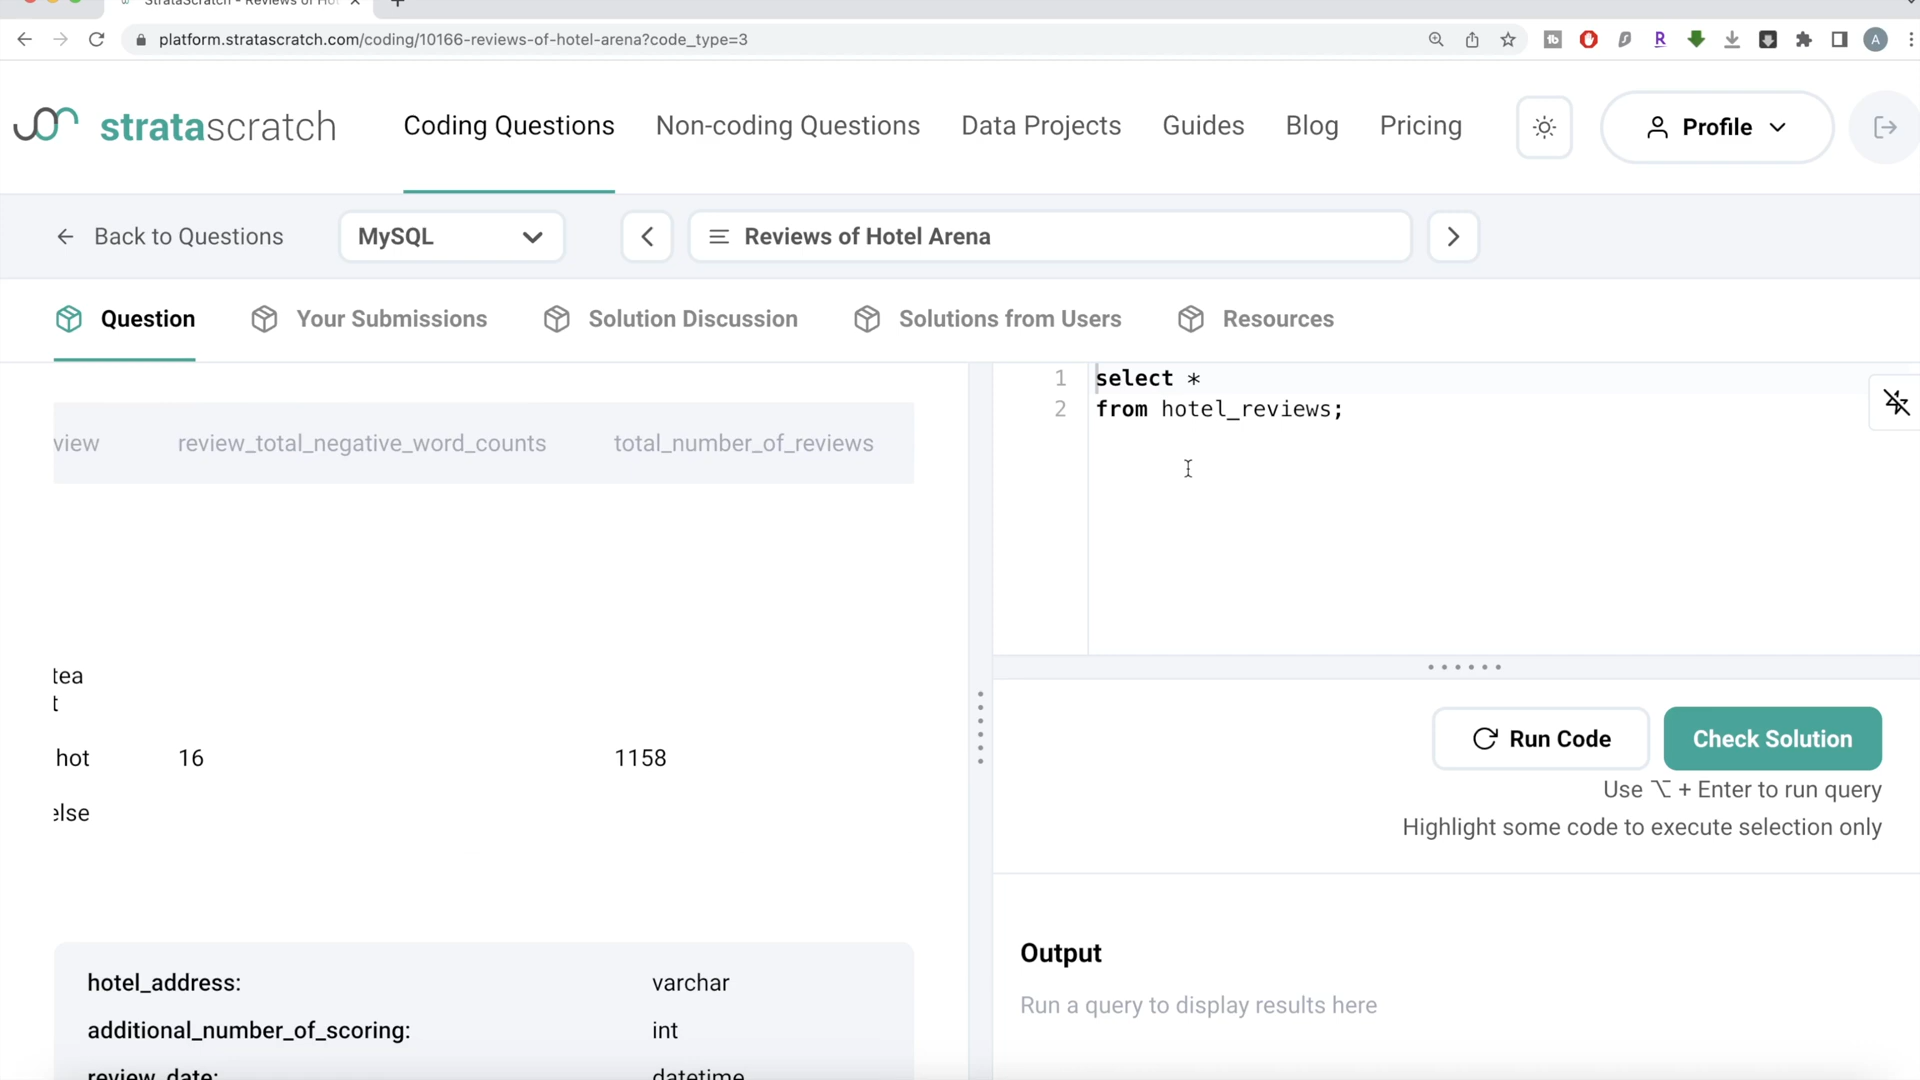 StrataScratch - Reviews of Hot
platform.stratascratch.com/coding/10166-reviews-of-hotel-arena?code_type=3
stratascratch
Coding Questions
Non-coding Questions
Data Projects
Guides
Blog
Pricing
Profile
A
Back to Questions
MySQL
Reviews of Hotel Arena
Question
Your Submissions
Solution Discussion
Solutions from Users
Resources
view review_total_negative_word_counts total_number_of_reviews
tea
t
hot 16 1158
else
hotel_address: varchar
additional_number_of_scoring: int
review_date: datetime
1 select *
2 from hotel_reviews;
Run Code
Check Solution
Use ⌥ + Enter to run query
Highlight some code to execute selection only
Output
Run a query to display results here